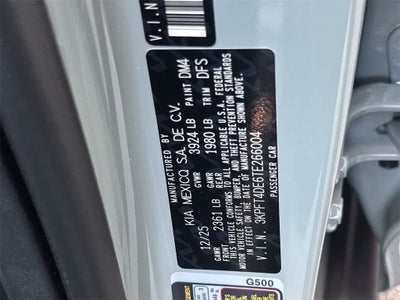 V.I.N
MANUFACTURED BY
KIA MEXICO S.A. DE C.V.
12/25 GVWR 3924 LB PAINT DM4
GAWR FRONT 2361 LB GAWR REAR 1980 LB TRIM DFS
THIS VEHICLE CONFORMS TO ALL APPLICABLE U.S.A. FEDERAL
MOTOR VEHICLE SAFETY, BUMPER, AND THEFT PREVENTION STANDARDS
IN EFFECT ON THE DATE OF MANUFACTURE SHOWN ABOVE.
V.I.N. 3KPFT4DE6TE266004
PASSENGER CAR
G500